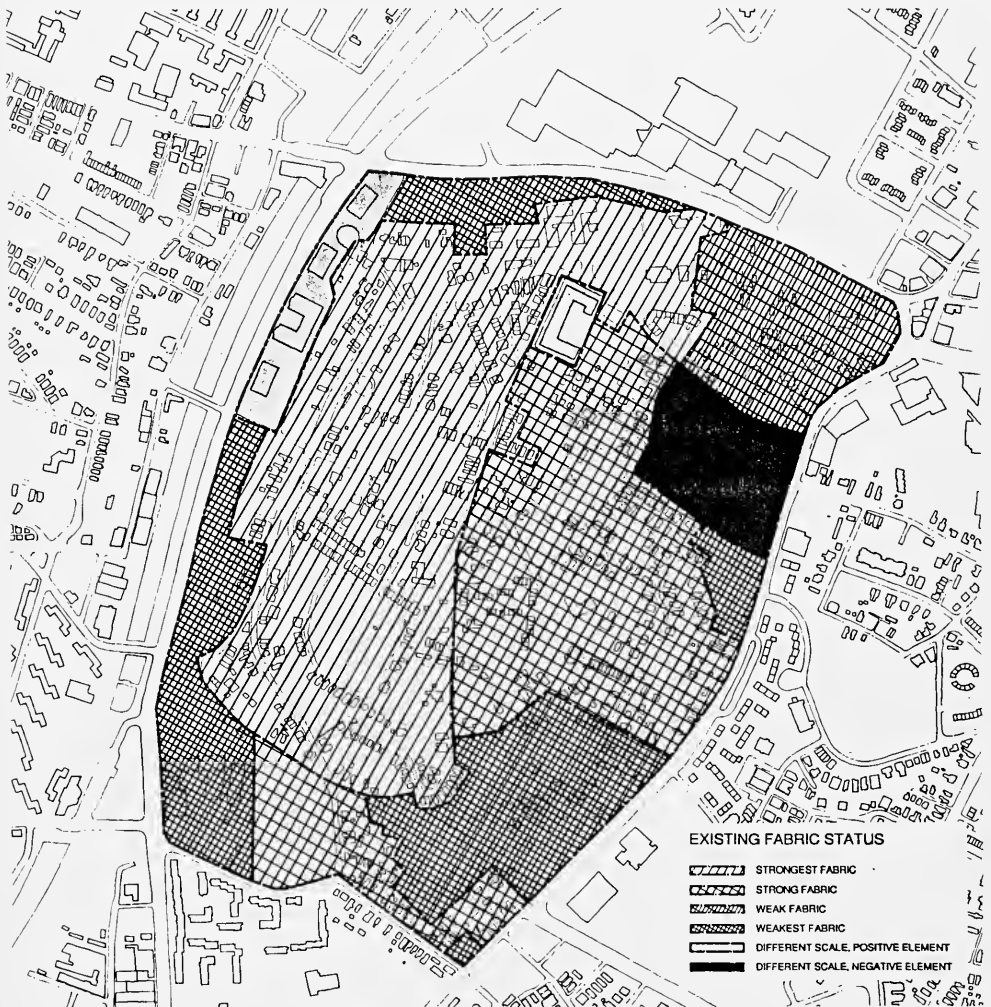 EXISTING FABRIC STATUS
STRONGEST FABRIC
STRONG FABRIC
WEAK FABRIC
WEAKEST FABRIC
DIFFERENT SCALE, POSITIVE ELEMENT
DIFFERENT SCALE, NEGATIVE ELEMENT